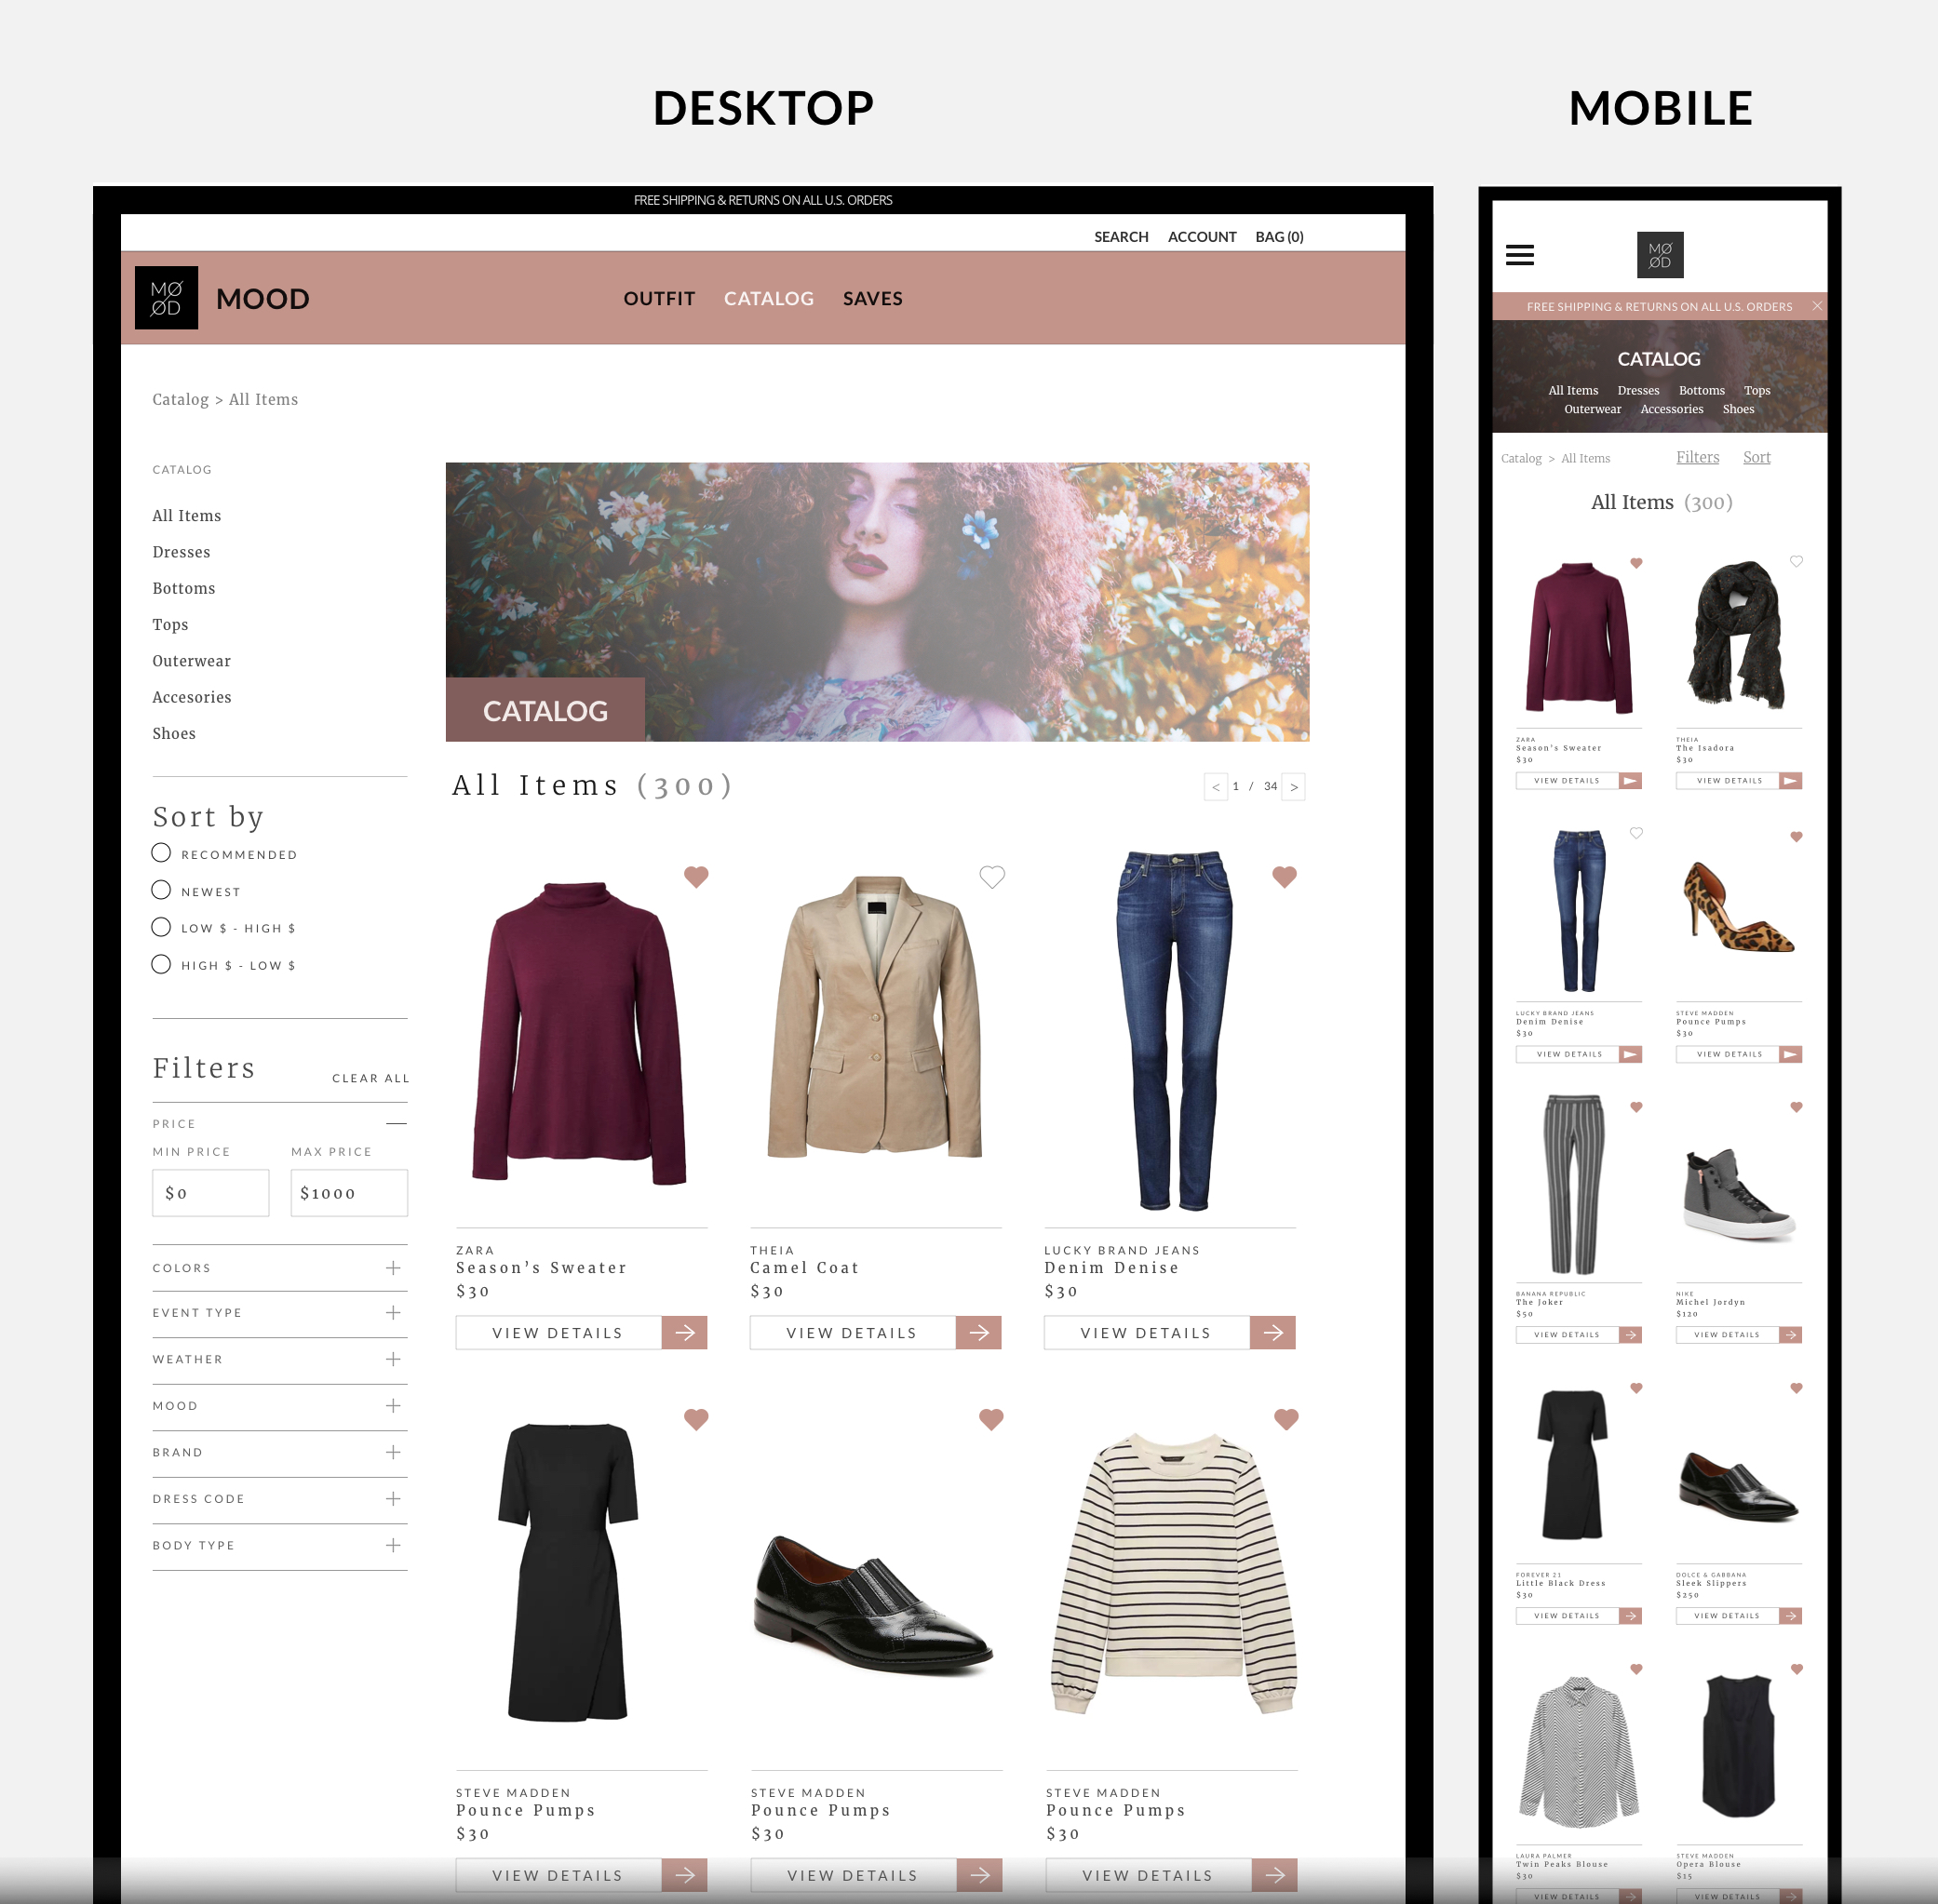 DESKTOP
FREE SHIPPING & RETURNS ON ALL U.S. ORDERS
SEARCH ACCOUNT BAG (0)
MØ
ØD
MOOD
OUTFIT CATALOG SAVES
Catalog > All Items
CATALOG
All Items
Dresses
Bottoms
Tops
Outerwear
Accesories
Shoes
Sort by
RECOMMENDED
NEWEST
LOW $ - HIGH $
HIGH $ - LOW $
Filters
CLEAR ALL
PRICE
MIN PRICE MAX PRICE
$0 $1000
COLORS
EVENT TYPE
WEATHER
MOOD
BRAND
DRESS CODE
BODY TYPE
CATALOG
All Items (300)
< 1 / 34 >
ZARA
Season's Sweater
$30
VIEW DETAILS
THEIA
Camel Coat
$30
VIEW DETAILS
LUCKY BRAND JEANS
Denim Denise
$30
VIEW DETAILS
STEVE MADDEN
Pounce Pumps
$30
VIEW DETAILS
STEVE MADDEN
Pounce Pumps
$30
VIEW DETAILS
STEVE MADDEN
Pounce Pumps
$30
VIEW DETAILS
MOBILE
MØ
ØD
FREE SHIPPING & RETURNS ON ALL U.S. ORDERS
CATALOG
All Items Dresses Bottoms Tops
Outerwear Accessories Shoes
Catalog > All Items
Filters Sort
All Items (300)
ZARA
Season's Sweater
$30
VIEW DETAILS
THEIA
The Isadora
$30
VIEW DETAILS
LUCKY BRAND JEANS
Denim Denise
$30
VIEW DETAILS
STEVE MADDEN
Pounce Pumps
$30
VIEW DETAILS
BANANA REPUBLIC
The Joker
$50
VIEW DETAILS
NIKE
Michel Jordyn
$120
VIEW DETAILS
FOREVER 21
Little Black Dress
$30
VIEW DETAILS
DOLCE & GABBANA
Sleek Slippers
$250
VIEW DETAILS
LAURA PALMER
Twin Peaks Blouse
$30
VIEW DETAILS
STEVE MADDEN
Opera Blouse
$15
VIEW DETAILS